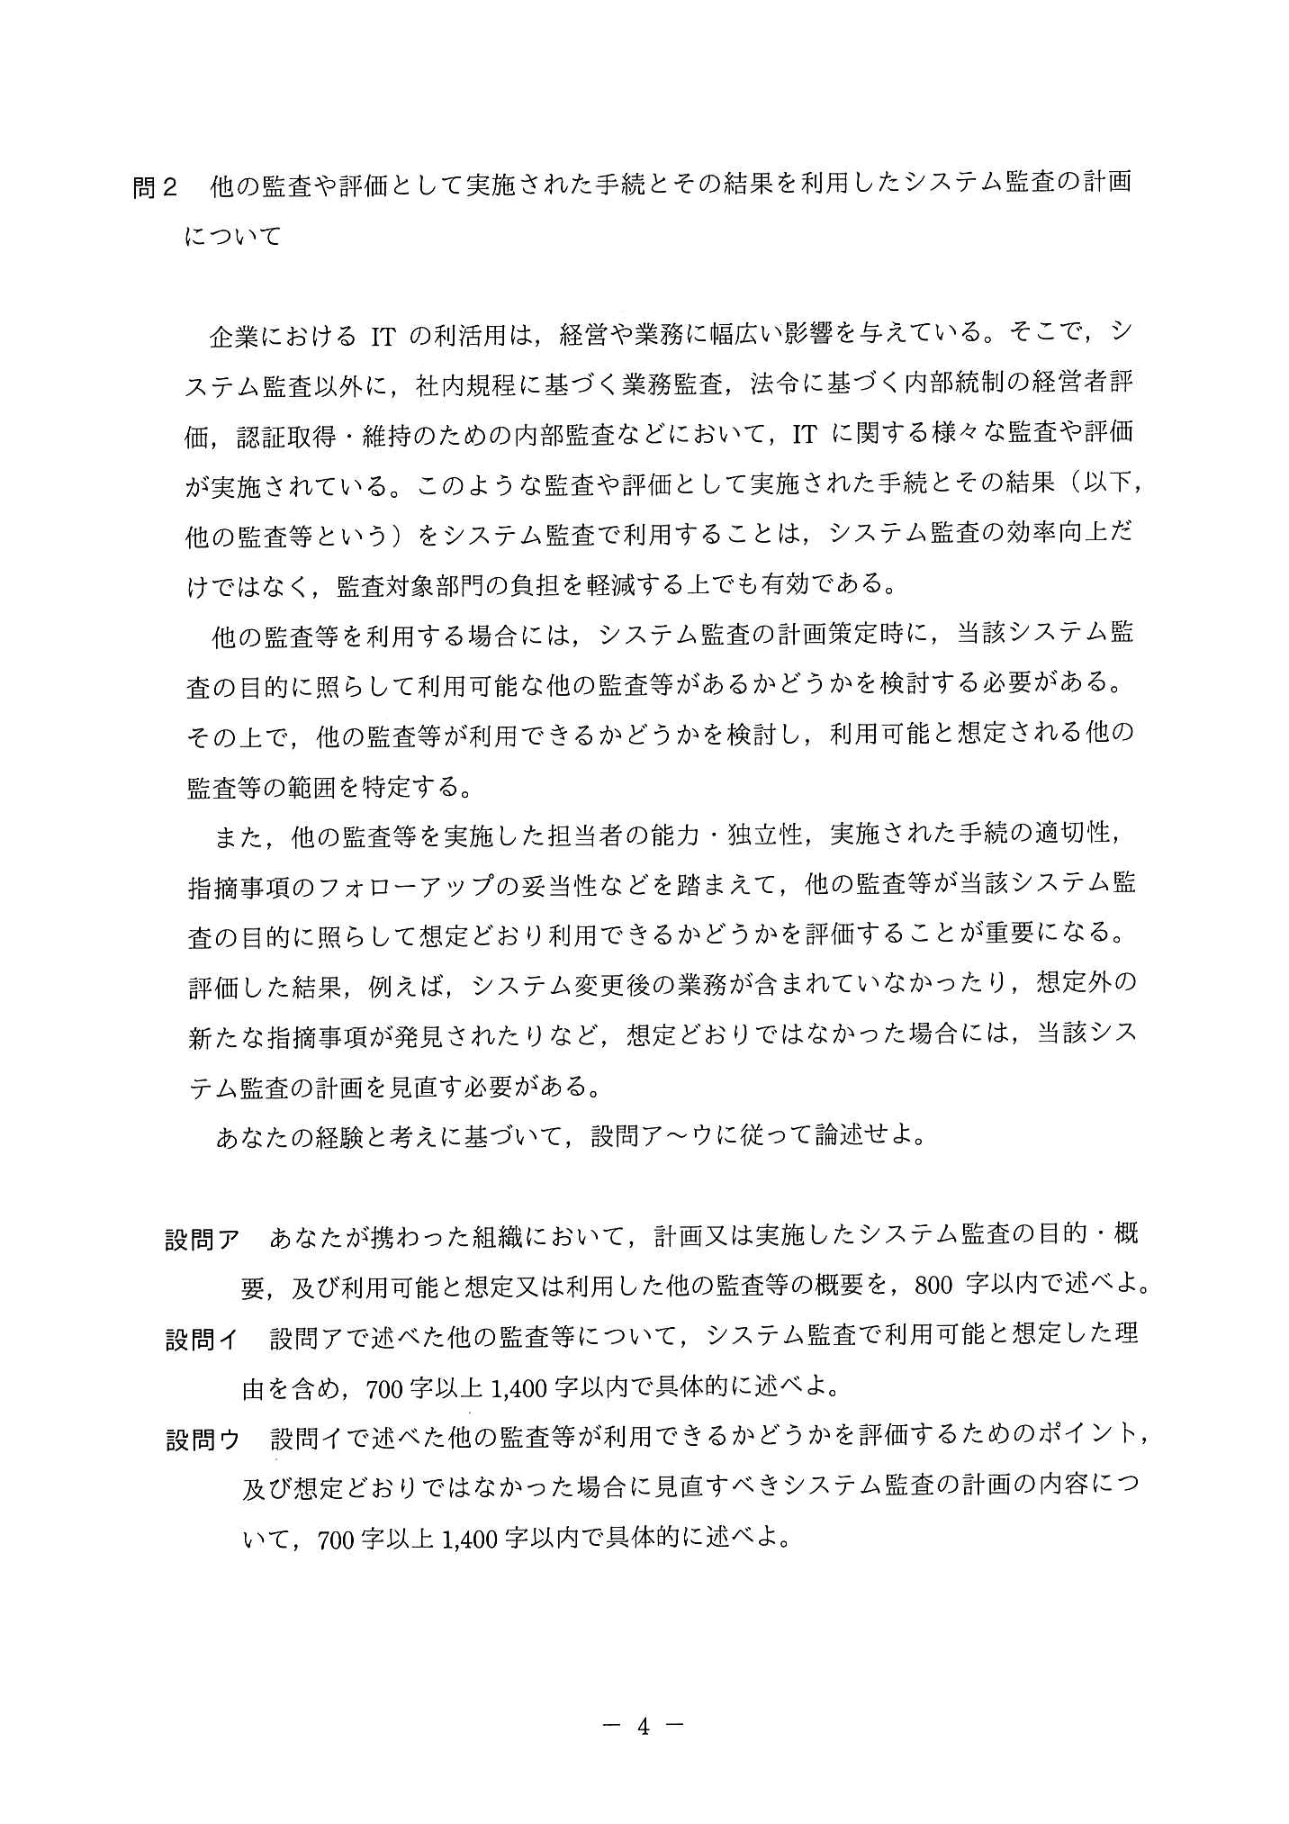 問２　他の監査や評価として実施された手続とその結果を利用したシステム監査の計画
について
企業における IT の利活用は，経営や業務に幅広い影響を与えている。そこで，シ
ステム監査以外に，社内規程に基づく業務監査，法令に基づく内部統制の経営者評
価，認証取得・維持のための内部監査などにおいて，IT に関する様々な監査や評価
が実施されている。このような監査や評価として実施された手続とその結果（以下，
他の監査等という）をシステム監査で利用することは，システム監査の効率向上だ
けではなく，監査対象部門の負担を軽減する上でも有効である。
他の監査等を利用する場合には，システム監査の計画策定時に，当該システム監
査の目的に照らして利用可能な他の監査等があるかどうかを検討する必要がある。
その上で，他の監査等が利用できるかどうかを検討し，利用可能と想定される他の
監査等の範囲を特定する。
また，他の監査等を実施した担当者の能力・独立性，実施された手続の適切性，
指摘事項のフォローアップの妥当性などを踏まえて，他の監査等が当該システム監
査の目的に照らして想定どおり利用できるかどうかを評価することが重要になる。
評価した結果，例えば，システム変更後の業務が含まれていなかったり，想定外の
新たな指摘事項が発見されたりなど，想定どおりではなかった場合には，当該シス
テム監査の計画を見直す必要がある。
あなたの経験と考えに基づいて，設問ア～ウに従って論述せよ。
設問ア　あなたが携わった組織において，計画又は実施したシステム監査の目的・概
要，及び利用可能と想定又は利用した他の監査等の概要を，800 字以内で述べよ。
設問イ　設問アで述べた他の監査等について，システム監査で利用可能と想定した理
由を含め，700 字以上 1,400 字以内で具体的に述べよ。
設問ウ　設問イで述べた他の監査等が利用できるかどうかを評価するためのポイント，
及び想定どおりではなかった場合に見直すべきシステム監査の計画の内容につ
いて，700 字以上 1,400 字以内で具体的に述べよ。
－ 4 －